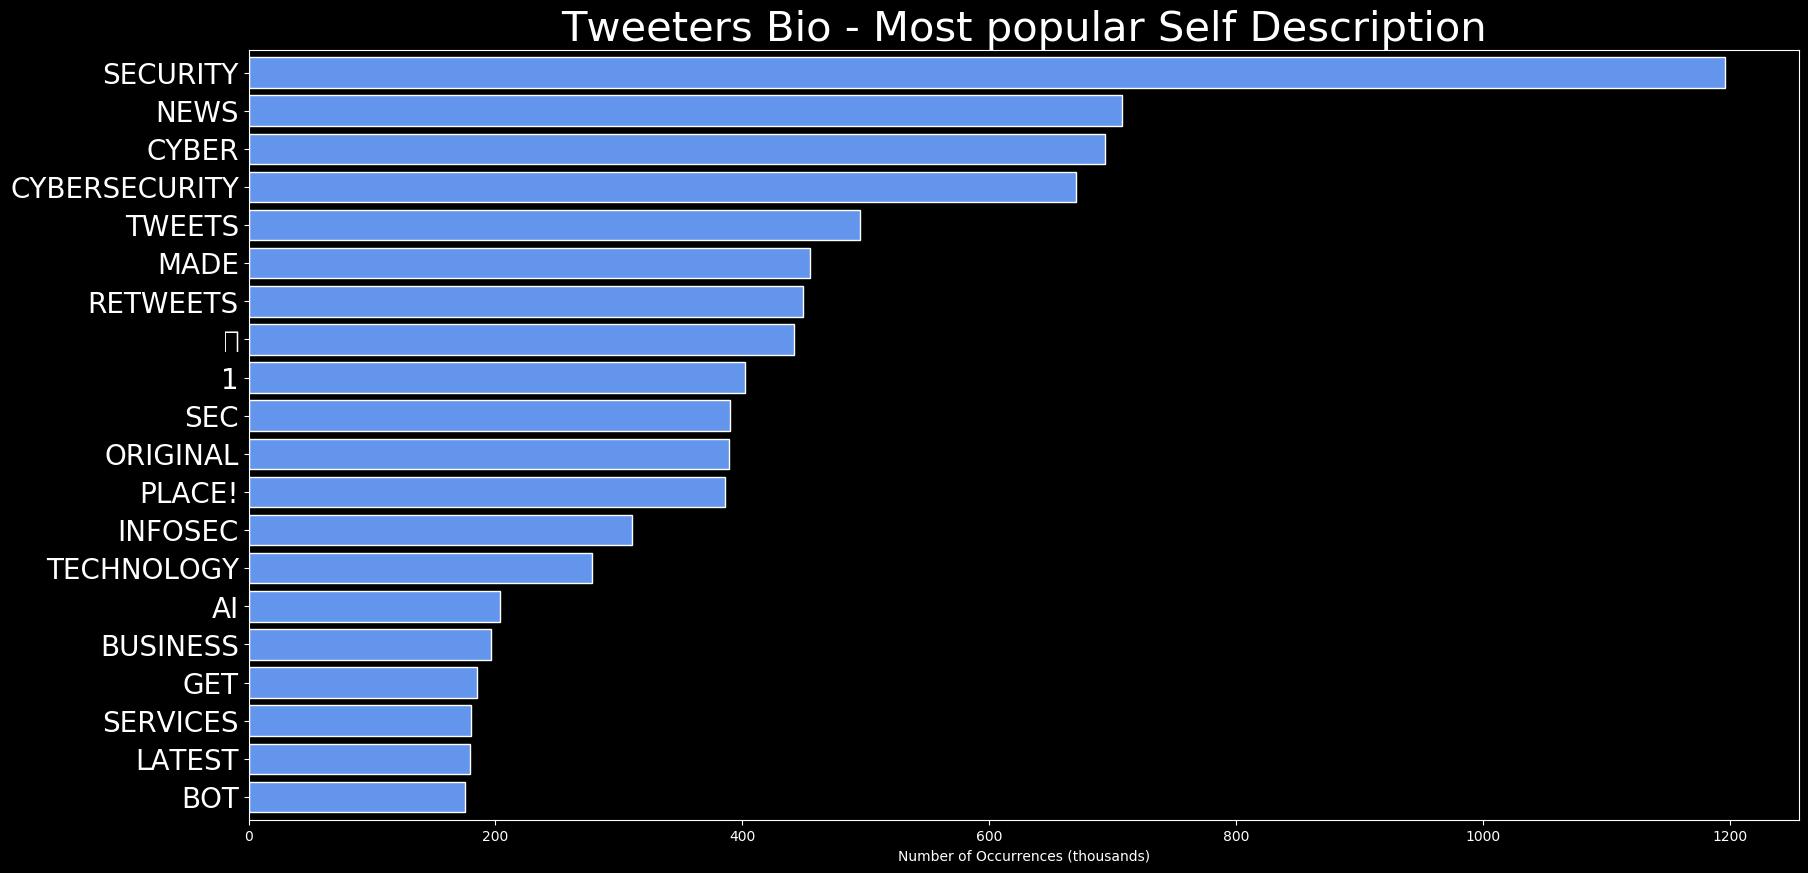 Tweeters Bio - Most popular Self Description
SECURITY
NEWS
CYBER
CYBERSECURITY
TWEETS
MADE
RETWEETS
1
SEC
ORIGINAL
PLACE!
INFOSEC
TECHNOLOGY
AI
BUSINESS
GET
SERVICES
LATEST
BOT
0 200 400 600 800 1000 1200
Number of Occurrences (thousands)